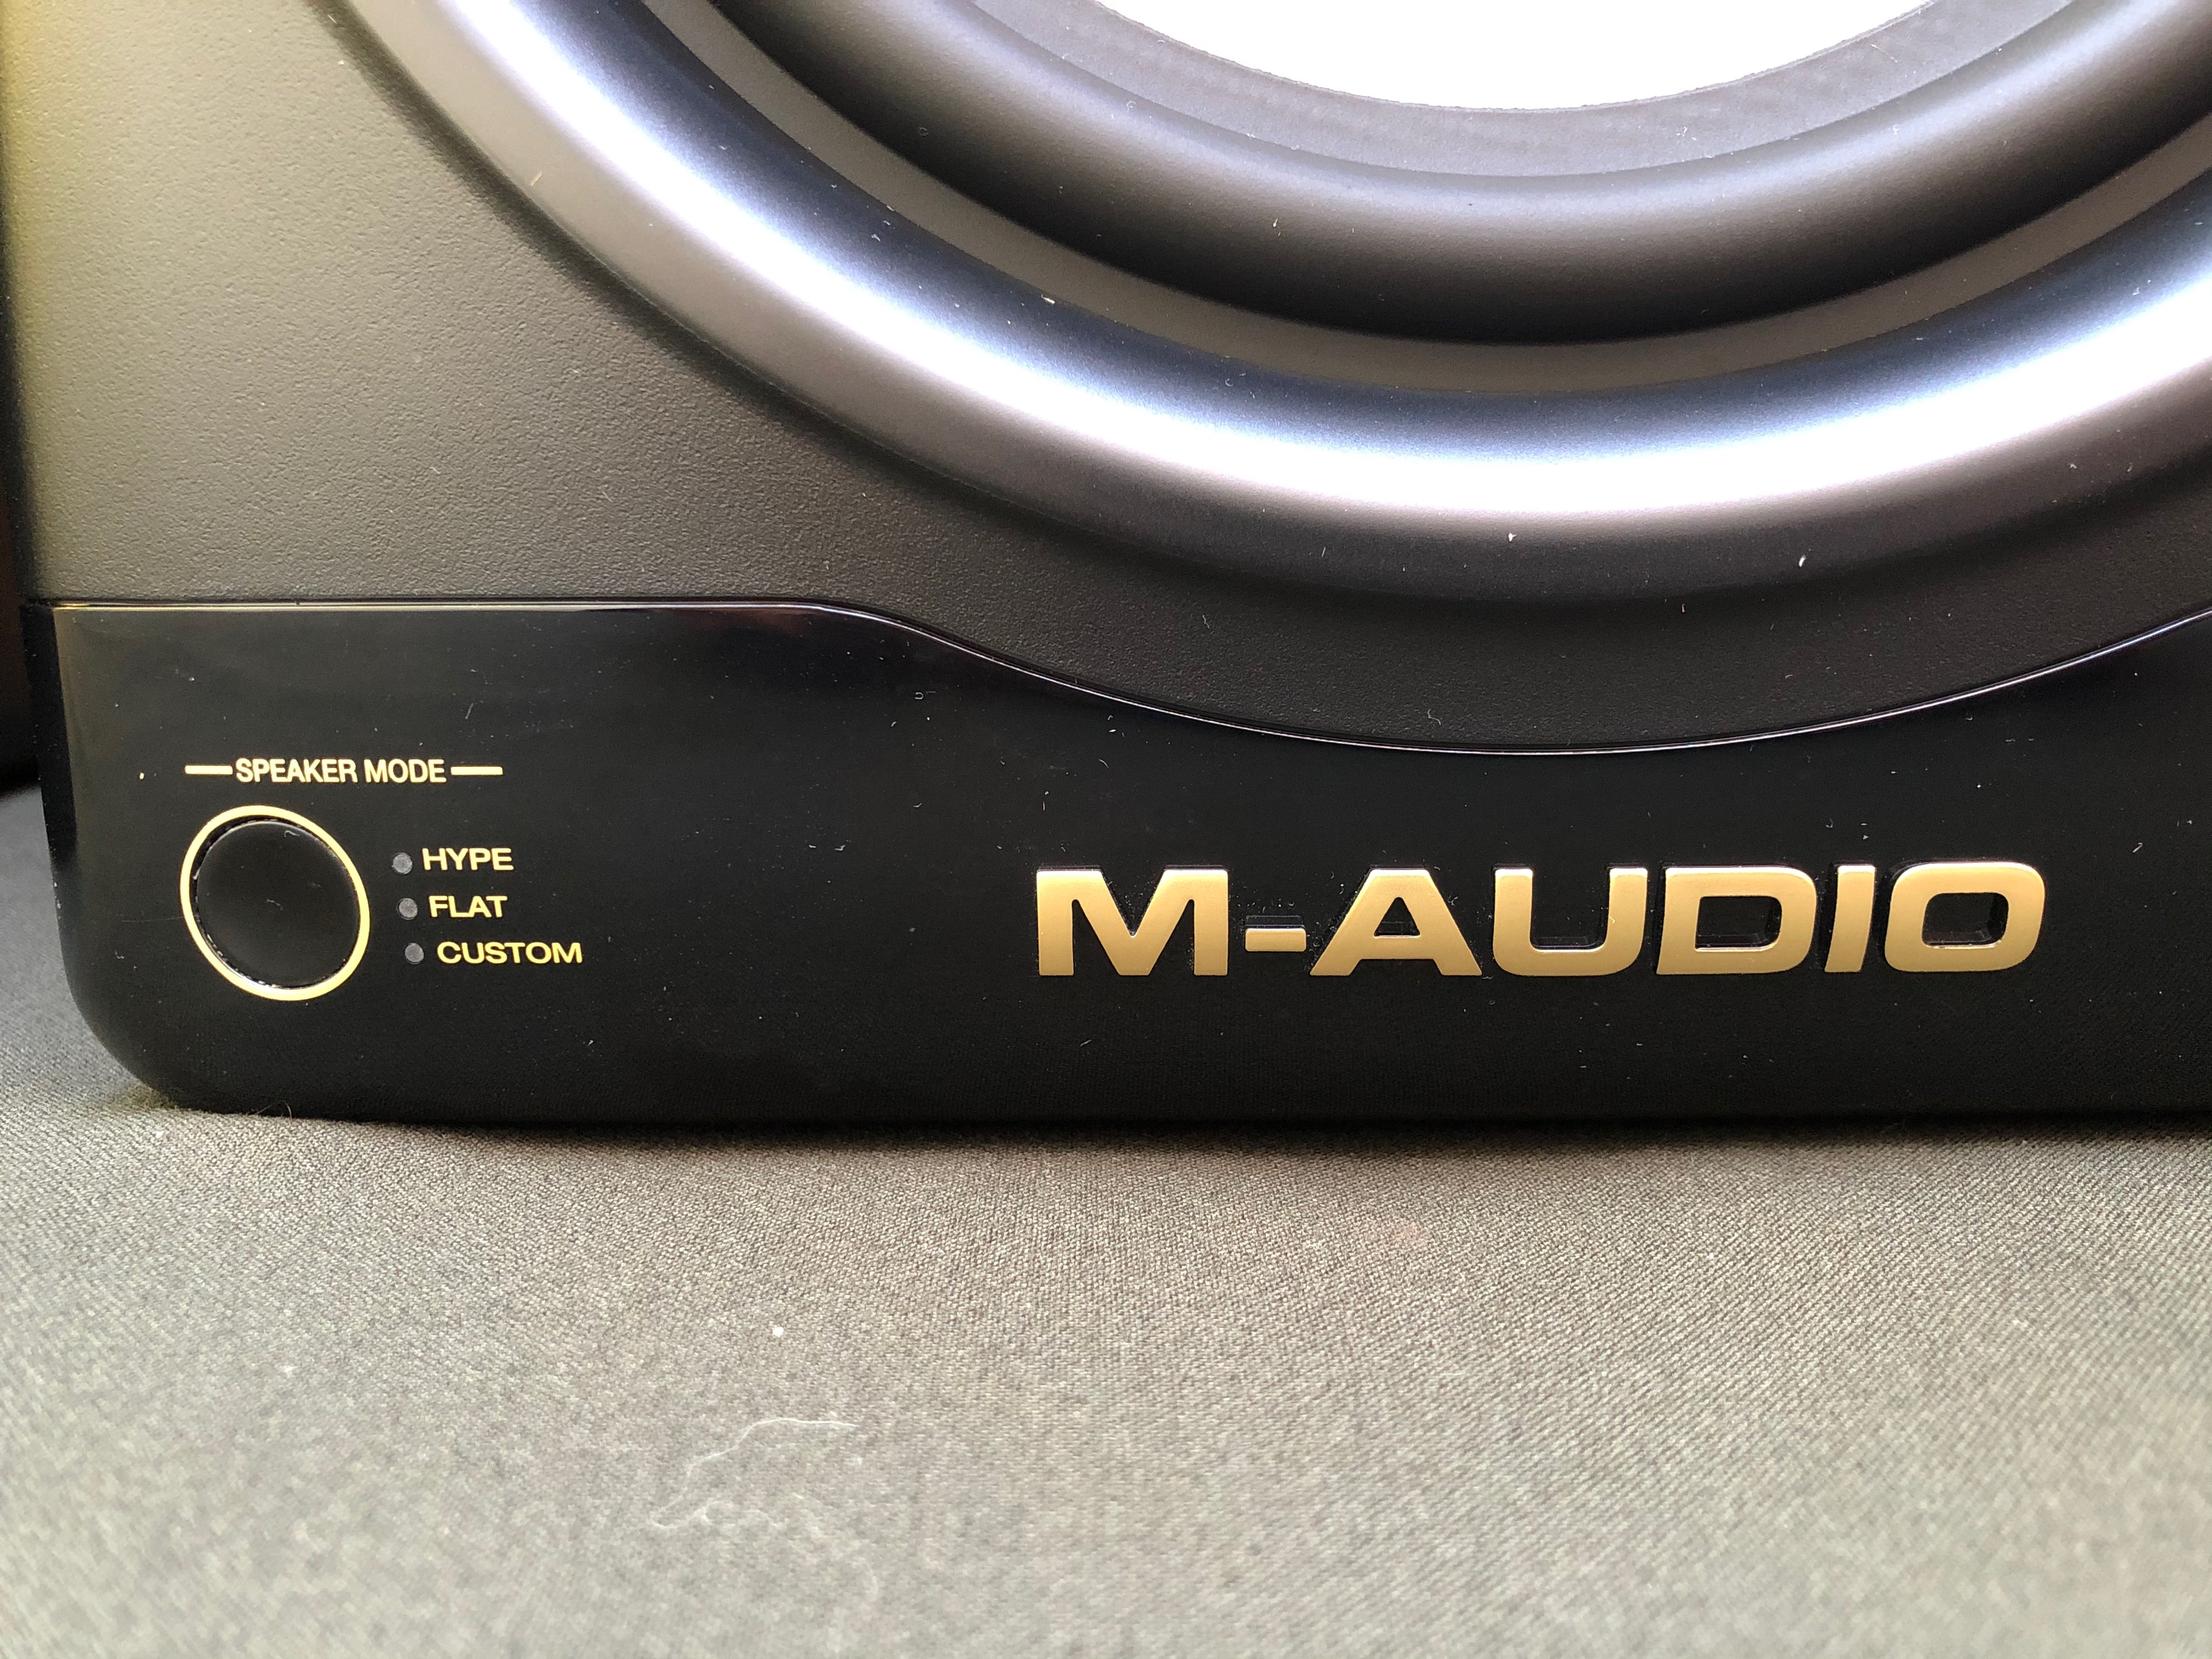 SPEAKER MODE
HYPE
FLAT
CUSTOM
M-AUDIO